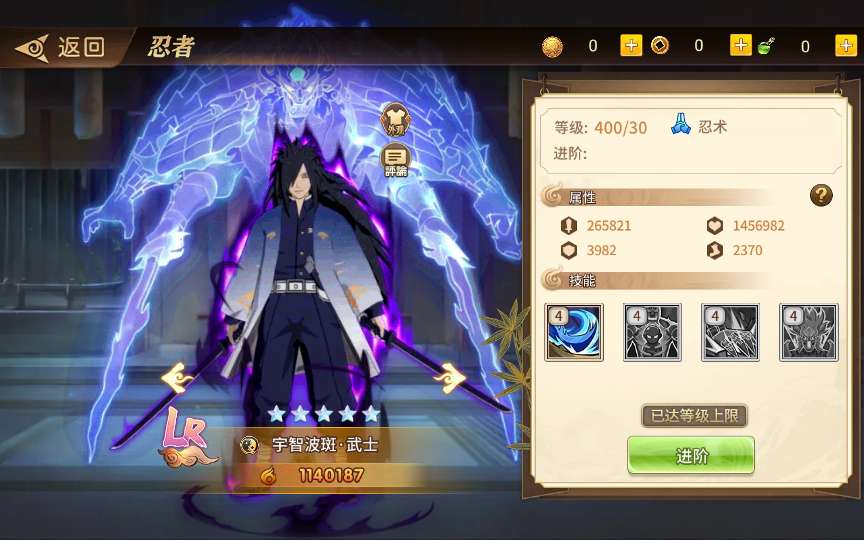 返回
忍者
0
0
0
外观
評論
等级: 400/30 忍术
进阶:
属性
?
265821
1456982
3982
2370
技能
4
4
4
4
LR
宇智波斑·武士
1140187
已达等级上限
进阶